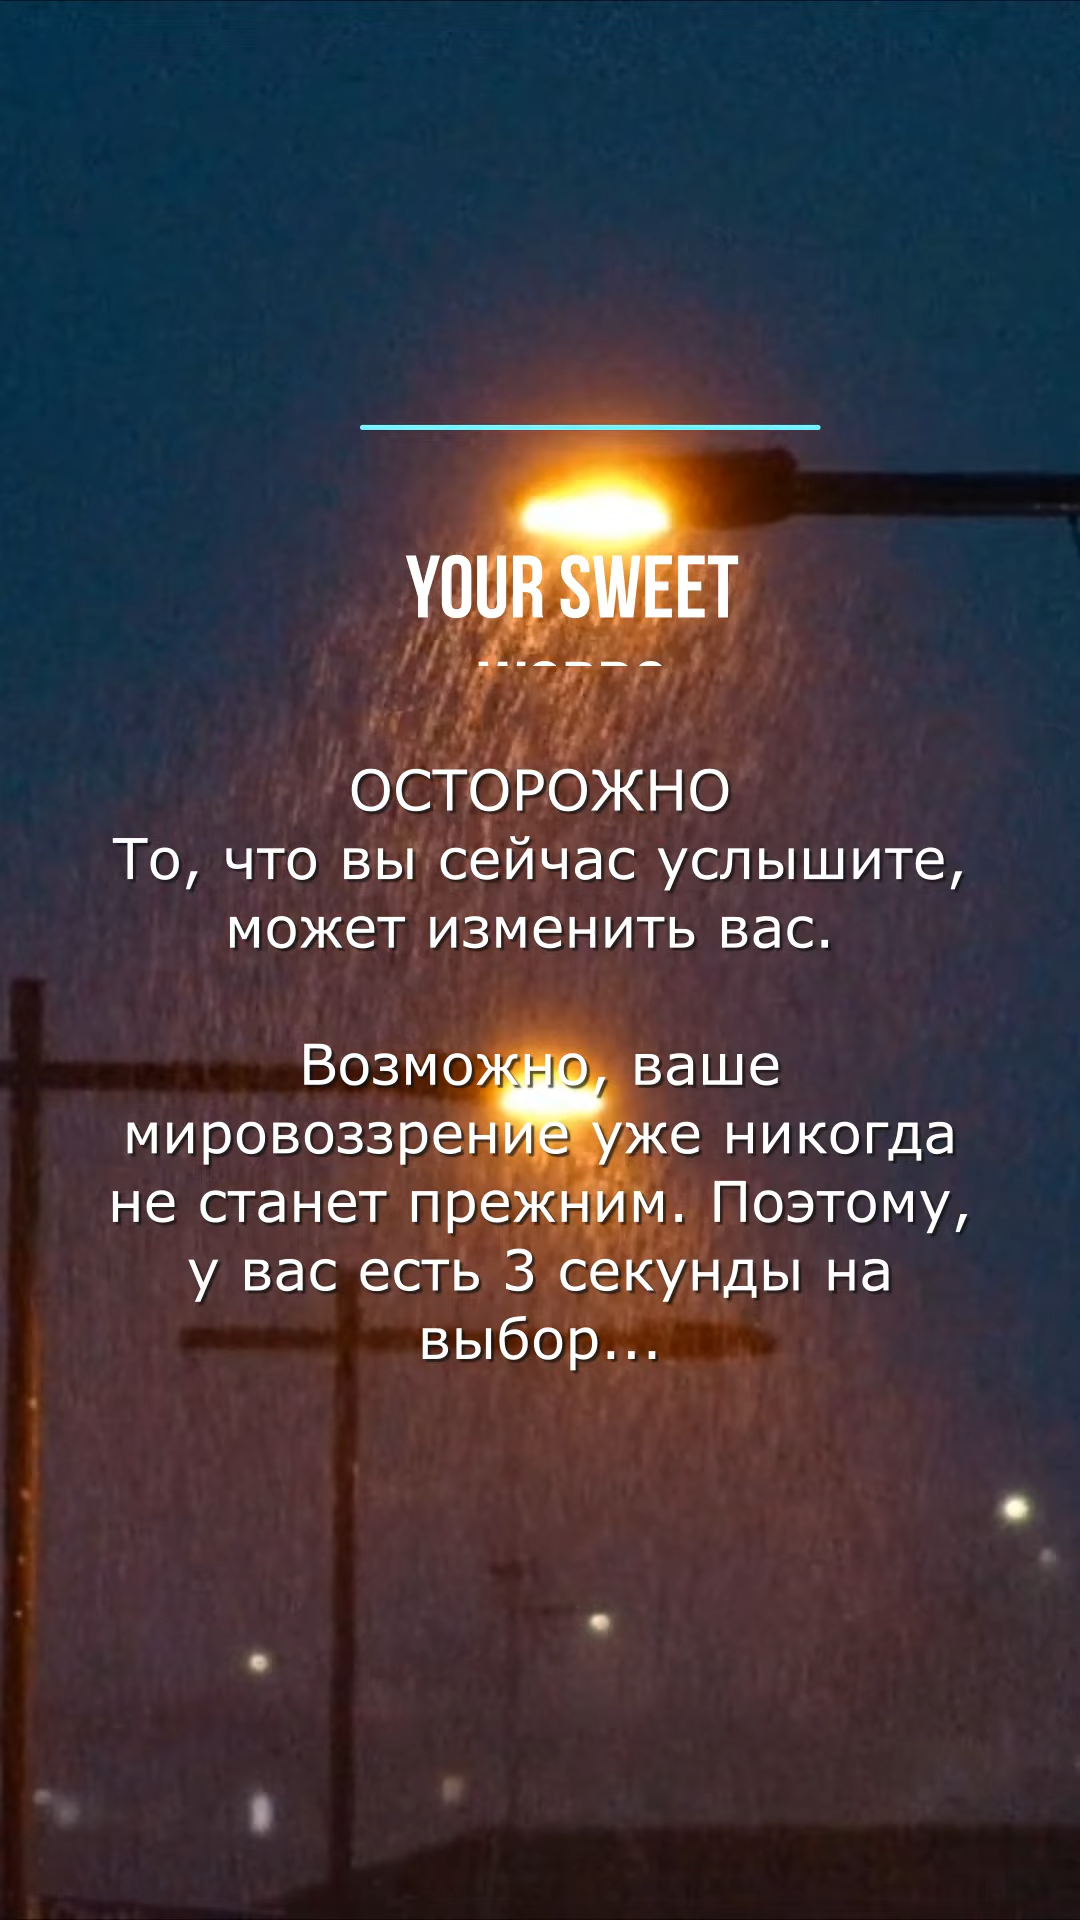 YOUR SWEET
ОСТОРОЖНО
То, что вы сейчас услышите,
может изменить вас.
Возможно, ваше
мировоззрение уже никогда
не станет прежним. Поэтому,
у вас есть 3 секунды на
выбор...